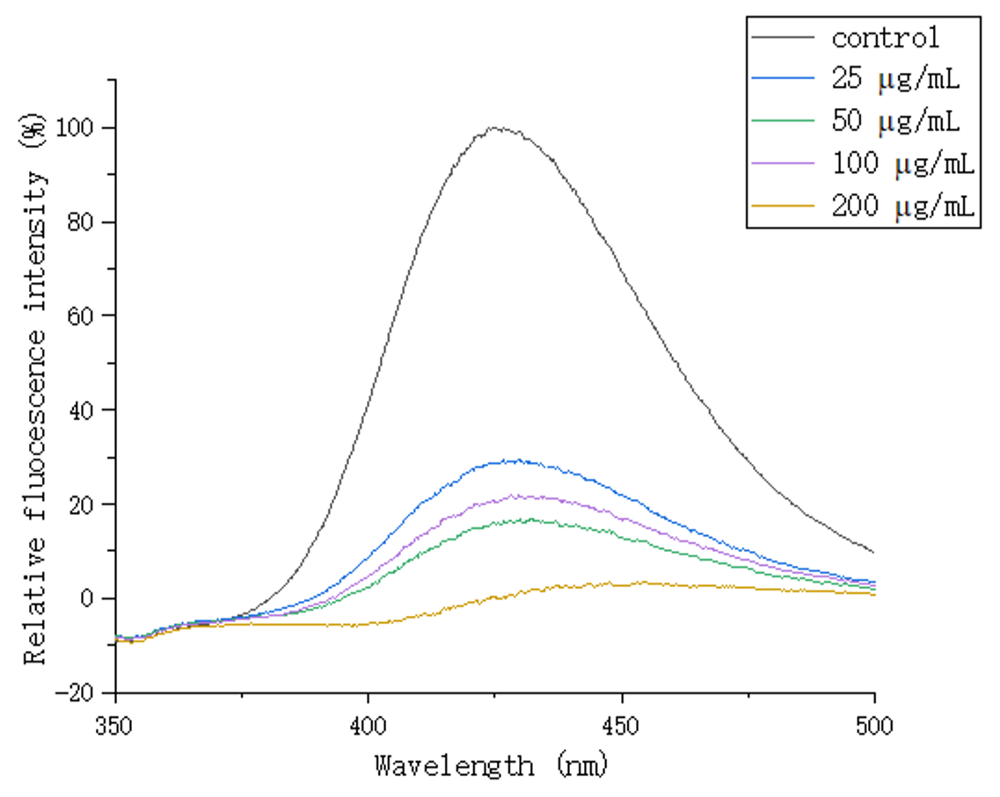 control
25 μg/mL
50 μg/mL
100 μg/mL
200 μg/mL
Relative fluocescence intensity (%)
100
80
60
40
20
0
-20
350 400 450 500
Wavelength (nm)